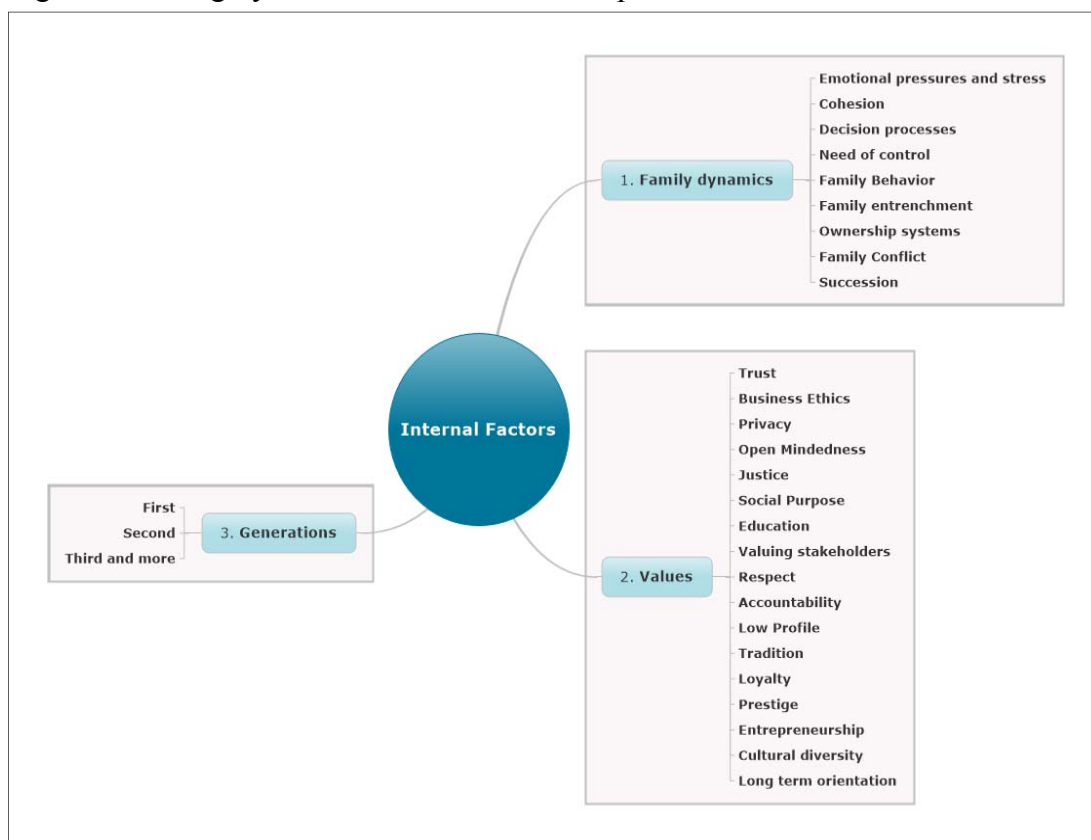 Emotional pressures and stress
Cohesion
Decision processes
Need of control
1. Family dynamics
Family Behavior
Family entrenchment
Ownership systems
Family Conflict
Succession
Internal Factors
Trust
Business Ethics
Privacy
Open Mindedness
Justice
Social Purpose
Education
Valuing stakeholders
2. Values
Respect
Accountability
Low Profile
Tradition
Loyalty
Prestige
Entrepreneurship
Cultural diversity
Long term orientation
3. Generations
First
Second
Third and more